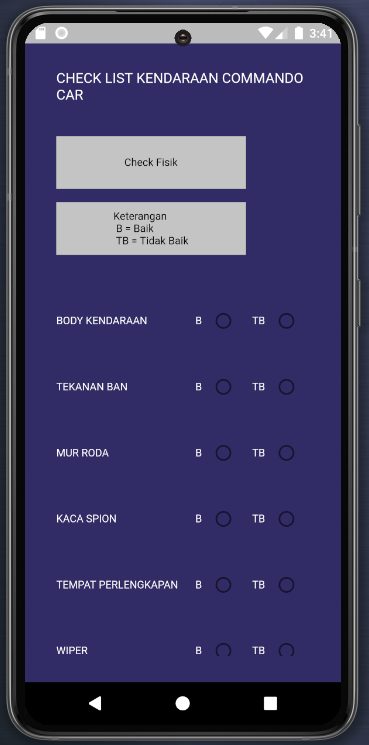 3:41
CHECK LIST KENDARAAN COMMANDO
CAR
Check Fisik
Keterangan
B = Baik
TB = Tidak Baik
BODY KENDARAAN B TB
TEKANAN BAN B TB
MUR RODA B TB
KACA SPION B TB
TEMPAT PERLENGKAPAN B TB
WIPER B TB